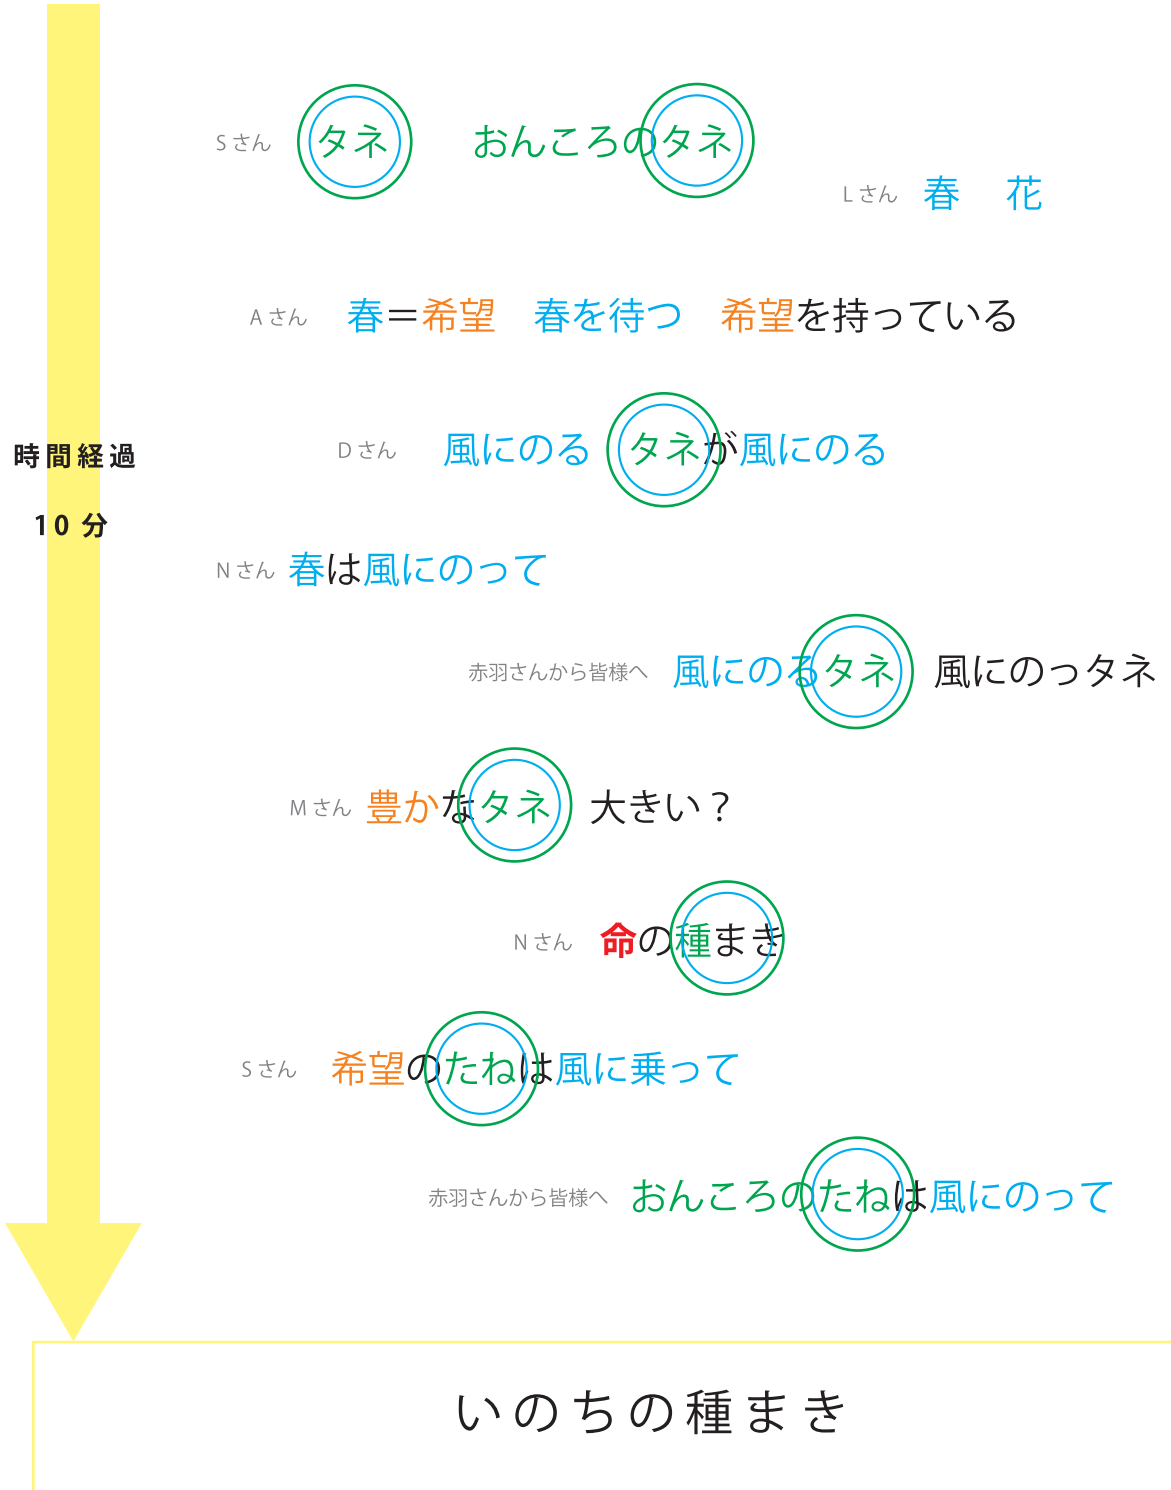 Sさん タネ おんころのタネ
Lさん 春 花
Aさん 春＝希望 春を待つ 希望を持っている
Dさん 風にのる タネが風にのる
時間経過
10 分
Nさん 春は風にのって
赤羽さんから皆様へ 風にのるタネ 風にのっタネ
Mさん 豊かなタネ 大きい？
Nさん 命の種まき
Sさん 希望のたねは風に乗って
赤羽さんから皆様へ おんころのたねは風にのって
いのちの種まき